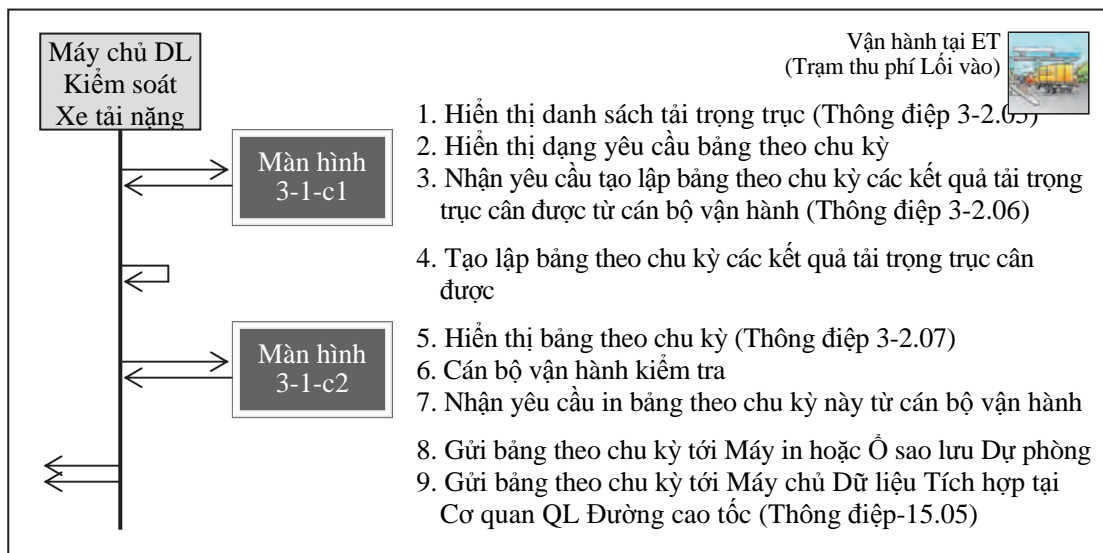 Máy chủ DL
Kiểm soát
Xe tải nặng
Vận hành tại ET
(Trạm thu phí Lối vào)
Màn hình
3-1-c1
1. Hiển thị danh sách tải trọng trục (Thông điệp 3-2.05)
2. Hiển thị dạng yêu cầu bảng theo chu kỳ
3. Nhận yêu cầu tạo lập bảng theo chu kỳ các kết quả tải trọng
trục cân được từ cán bộ vận hành (Thông điệp 3-2.06)
4. Tạo lập bảng theo chu kỳ các kết quả tải trọng trục cân
được
Màn hình
3-1-c2
5. Hiển thị bảng theo chu kỳ (Thông điệp 3-2.07)
6. Cán bộ vận hành kiểm tra
7. Nhận yêu cầu in bảng theo chu kỳ này từ cán bộ vận hành
8. Gửi bảng theo chu kỳ tới Máy in hoặc Ổ sao lưu Dự phòng
9. Gửi bảng theo chu kỳ tới Máy chủ Dữ liệu Tích hợp tại
Cơ quan QL Đường cao tốc (Thông điệp-15.05)